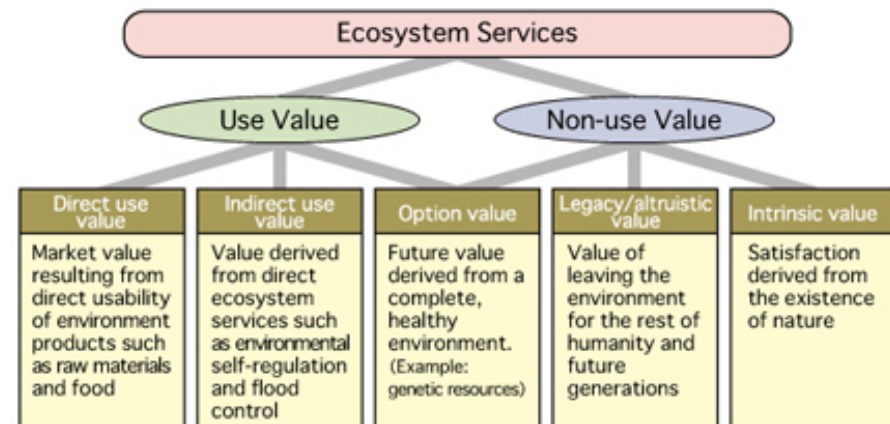 Ecosystem Services
Use Value
Non-use Value
Direct use
value
Market value
resulting from
direct usability
of environment
products such
as raw materials
and food
Indirect use
value
Value derived
from direct
ecosystem
services such
as environmental
self-regulation
and flood
control
Option value
Future value
derived from a
complete,
healthy
environment.
(Example:
genetic resources)
Legacy/altruistic
value
Value of
leaving the
environment
for the rest of
humanity and
future
generations
Intrinsic value
Satisfaction
derived from
the existence
of nature